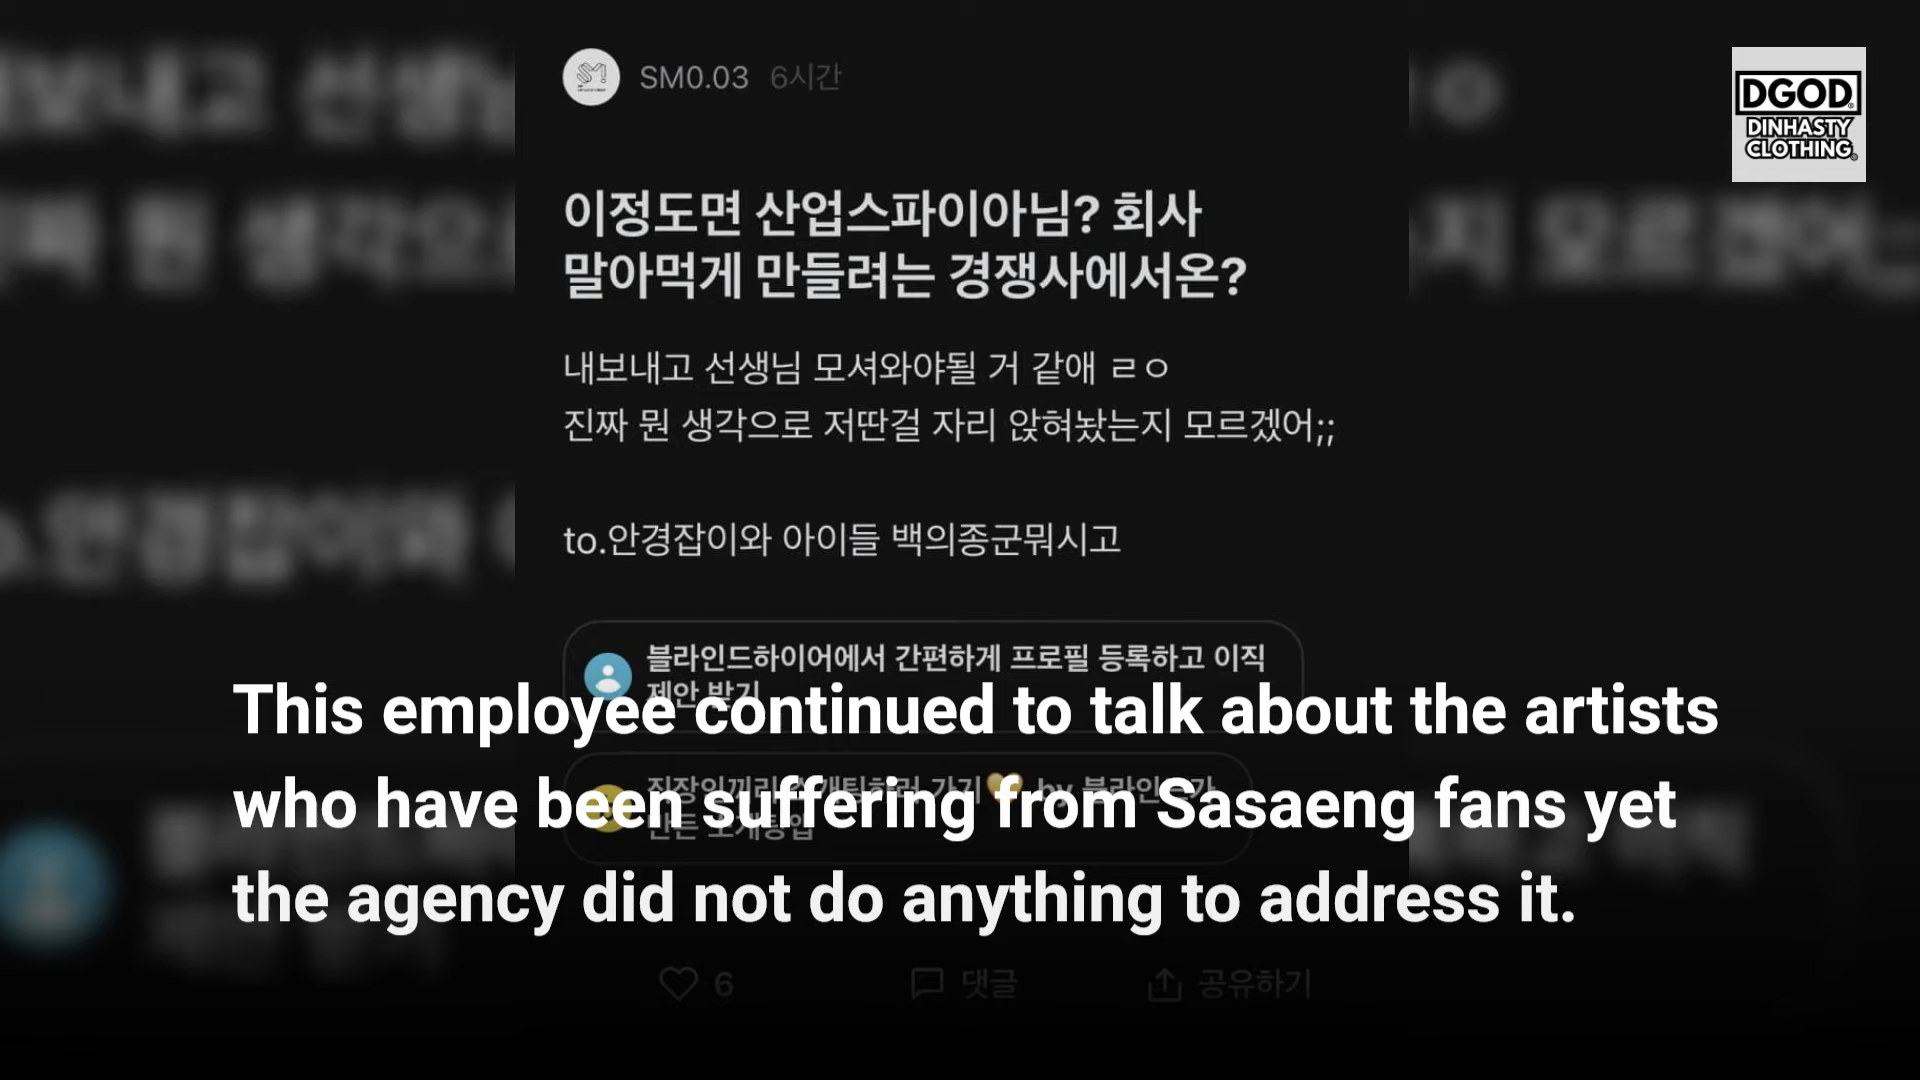 SM0.03 6시간
DGOD
DINHASTY
CLOTHING
이정도면 산업스파이아님? 회사
말아먹게 만들려는 경쟁사에서온?
내보내고 선생님 모셔와야될 거 같애 ㄹㅇ
진짜 뭔 생각으로 저딴걸 자리 앉혀놨는지 모르겠어;;
to.안경잡이와 아이들 백의종군뭐시고
블라인드하이어에서 간편하게 프로필 등록하고 이직
제안 받기
This employee continued to talk about the artists
who have been suffering from Sasaeng fans yet
the agency did not do anything to address it.
6 댓글 공유하기